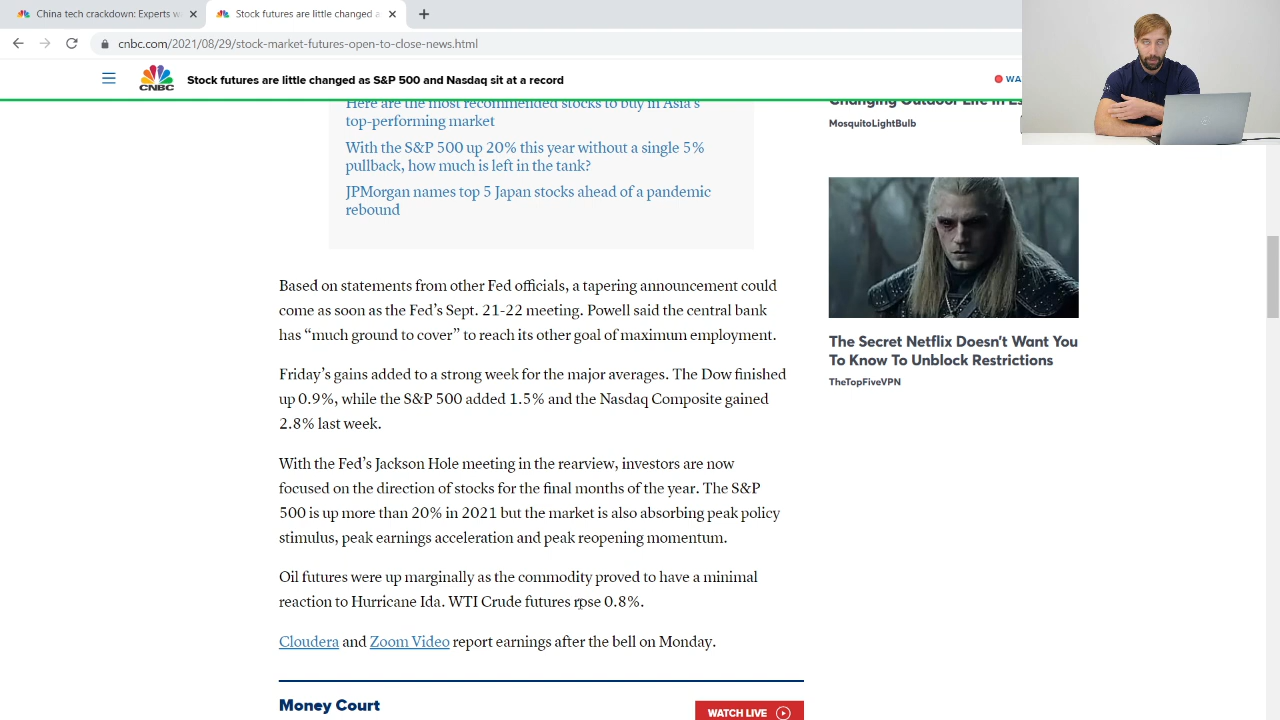 China tech crackdown: Experts w
Stock futures are little changed a
cnbc.com/2021/08/29/stock-market-futures-open-to-close-news.html
CNBC
Stock futures are little changed as S&P 500 and Nasdaq sit at a record
WA
Here are the most recommended stocks to buy in Asia's
top-performing market
With the S&P 500 up 20% this year without a single 5%
pullback, how much is left in the tank?
JPMorgan names top 5 Japan stocks ahead of a pandemic
rebound
Changing Outdoor Life in Es
MosquitoLightBulb
The Secret Netflix Doesn't Want You
To Know To Unblock Restrictions
TheTopFiveVPN
Based on statements from other Fed officials, a tapering announcement could
come as soon as the Fed's Sept. 21-22 meeting. Powell said the central bank
has “much ground to cover” to reach its other goal of maximum employment.
Friday's gains added to a strong week for the major averages. The Dow finished
up 0.9%, while the S&P 500 added 1.5% and the Nasdaq Composite gained
2.8% last week.
With the Fed's Jackson Hole meeting in the rearview, investors are now
focused on the direction of stocks for the final months of the year. The S&P
500 is up more than 20% in 2021 but the market is also absorbing peak policy
stimulus, peak earnings acceleration and peak reopening momentum.
Oil futures were up marginally as the commodity proved to have a minimal
reaction to Hurricane Ida. WTI Crude futures rose 0.8%.
Cloudera and Zoom Video report earnings after the bell on Monday.
Money Court
WATCH LIVE